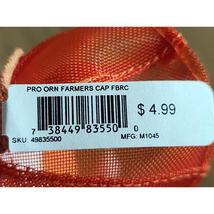 PRO ORN FARMERS CAP FBRC
$ 4.99
7 38449 83550 0
SKU: 49835500 MFG: M1045